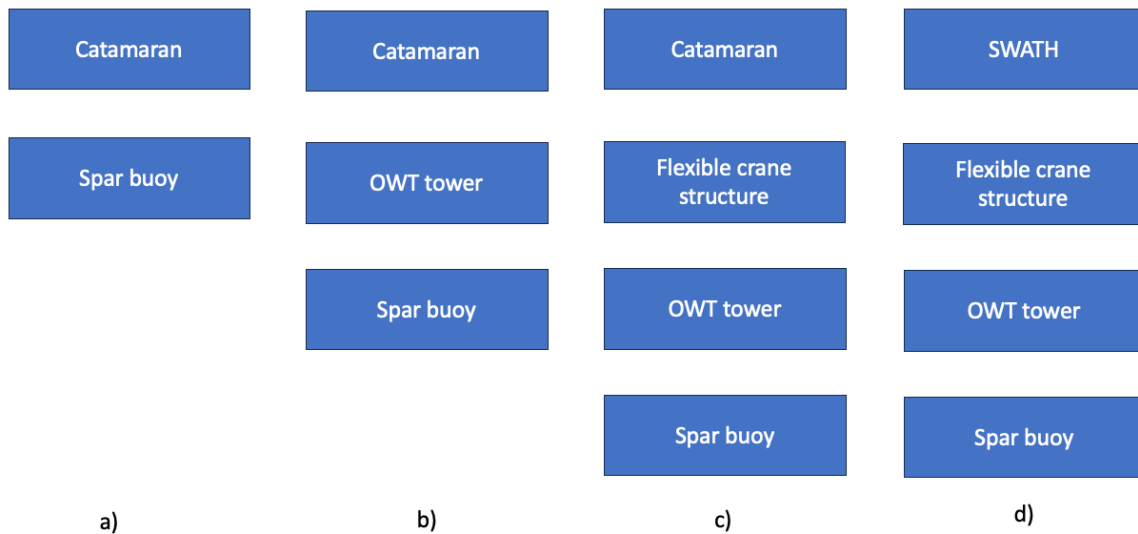 Catamaran
Spar buoy
a)
Catamaran
OWT tower
Spar buoy
b)
Catamaran
Flexible crane
structure
OWT tower
Spar buoy
c)
SWATH
Flexible crane
structure
OWT tower
Spar buoy
d)